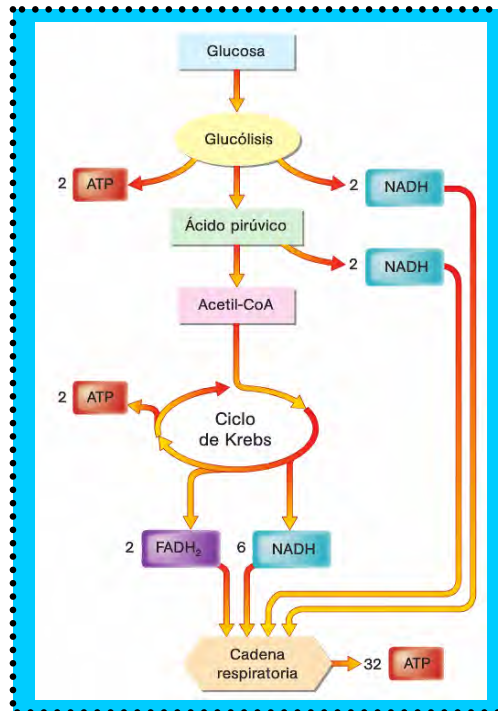 Glucosa
Glucólisis
2 ATP
2 NADH
Ácido pirúvico
2 NADH
Acetil-CoA
2 ATP
Ciclo
de Krebs
2 FADH₂
6 NADH
Cadena
respiratoria
32 ATP